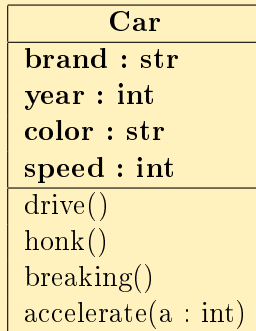 Car
brand : str
year : int
color : str
speed : int
drive()
honk()
breaking()
accelerate(a : int)